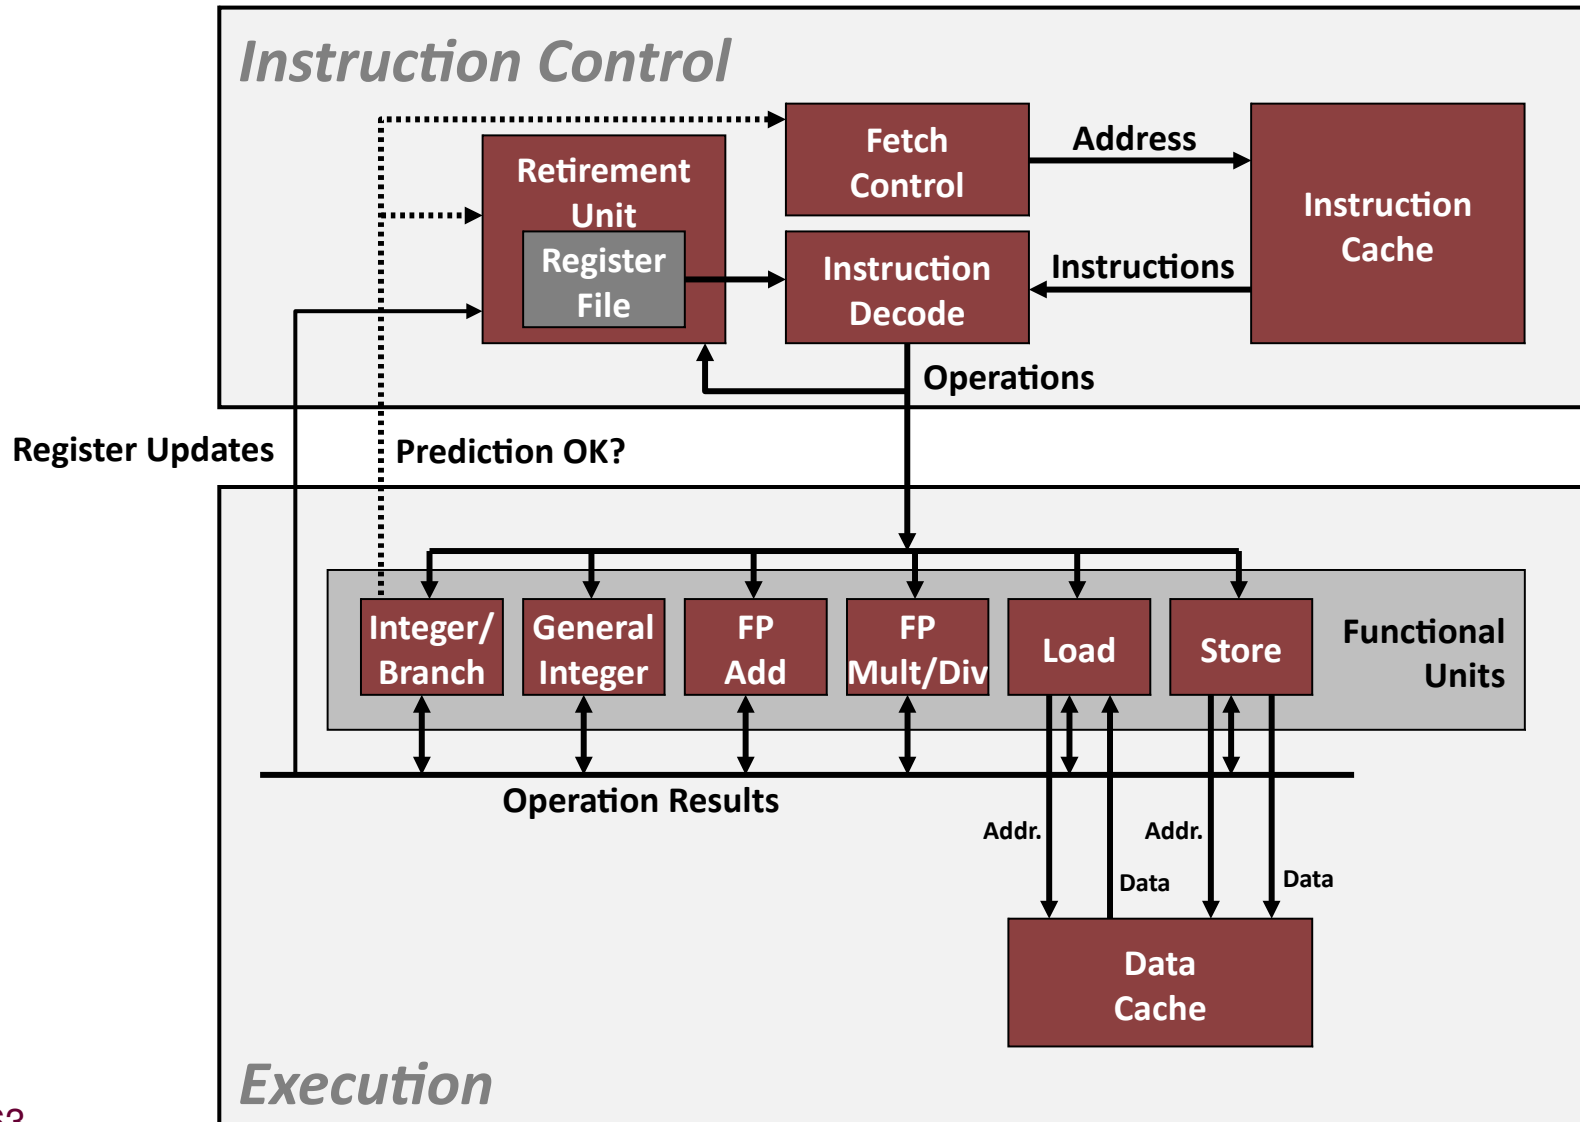 Instruction Control
Retirement
Unit
Register
File
Fetch
Control
Address
Instruction
Cache
Instruction
Decode
Instructions
Operations
Register Updates
Prediction OK?
Integer/
Branch
General
Integer
FP
Add
FP
Mult/Div
Load
Store
Functional
Units
Operation Results
Addr.
Data
Addr.
Data
Data
Cache
Execution